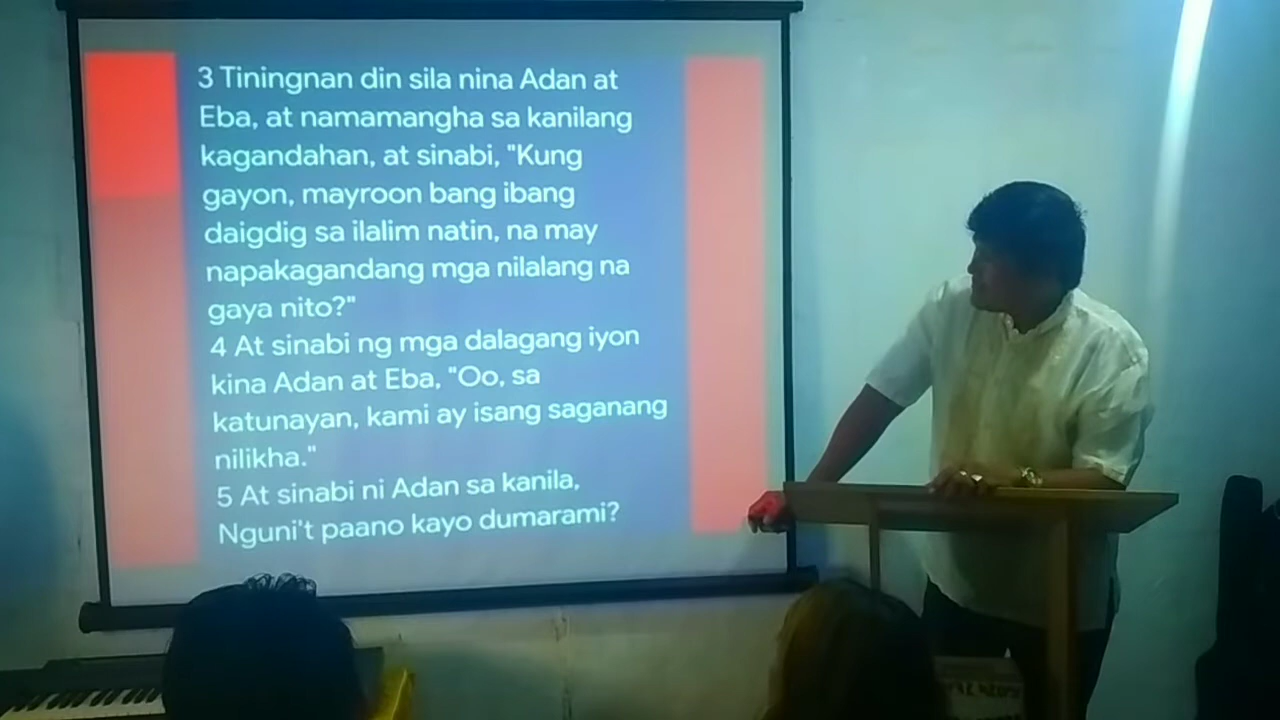 3 Tiningnan din sila nina Adan at
Eba, at namamangha sa kanilang
kagandahan, at sinabi, "Kung
gayon, mayroon bang ibang
daigdig sa ilalim natin, na may
napakagandang mga nilalang na
gaya nito?"
4 At sinabi ng mga dalagang iyon
kina Adan at Eba, "Oo, sa
katunayan, kami ay isang saganang
nilikha."
5 At sinabi ni Adan sa kanila,
Nguni't paano kayo dumarami?